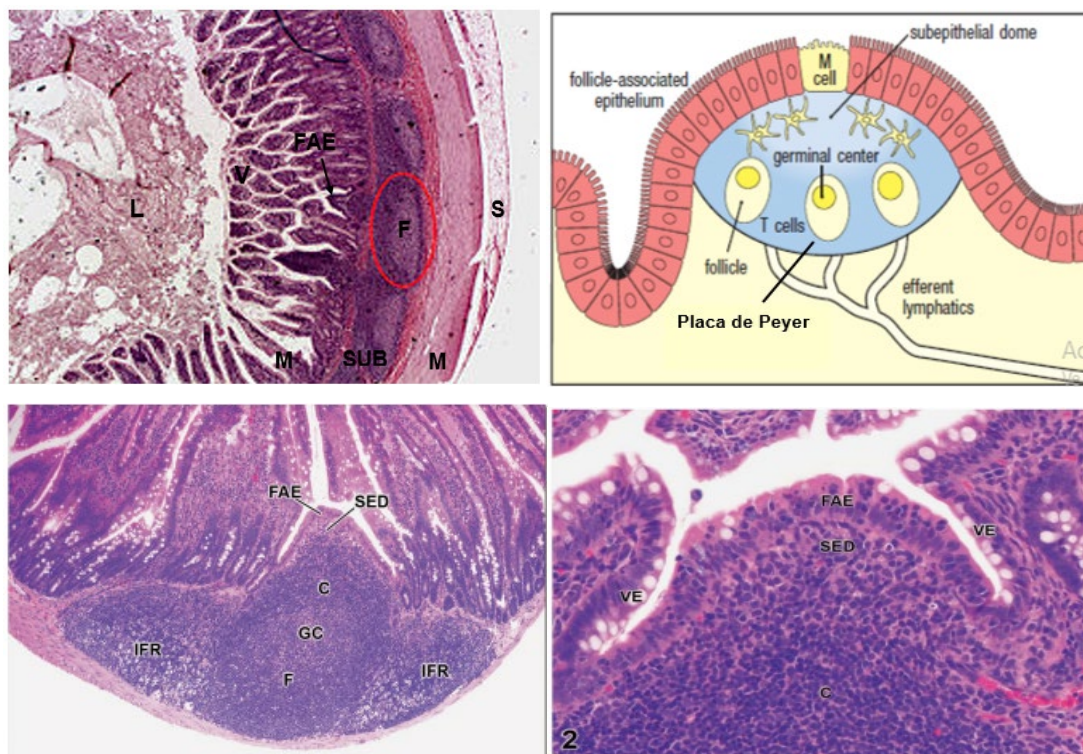 FAE
V
L
F
S
M
SUB
M
subepithelial dome
M
cell
follicle-associated
epithelium
germinal center
T cells
follicle
efferent
lymphatics
Placa de Peyer
FAE
SED
C
GC
IFR
IFR
F
FAE
SED
VE
VE
C
2